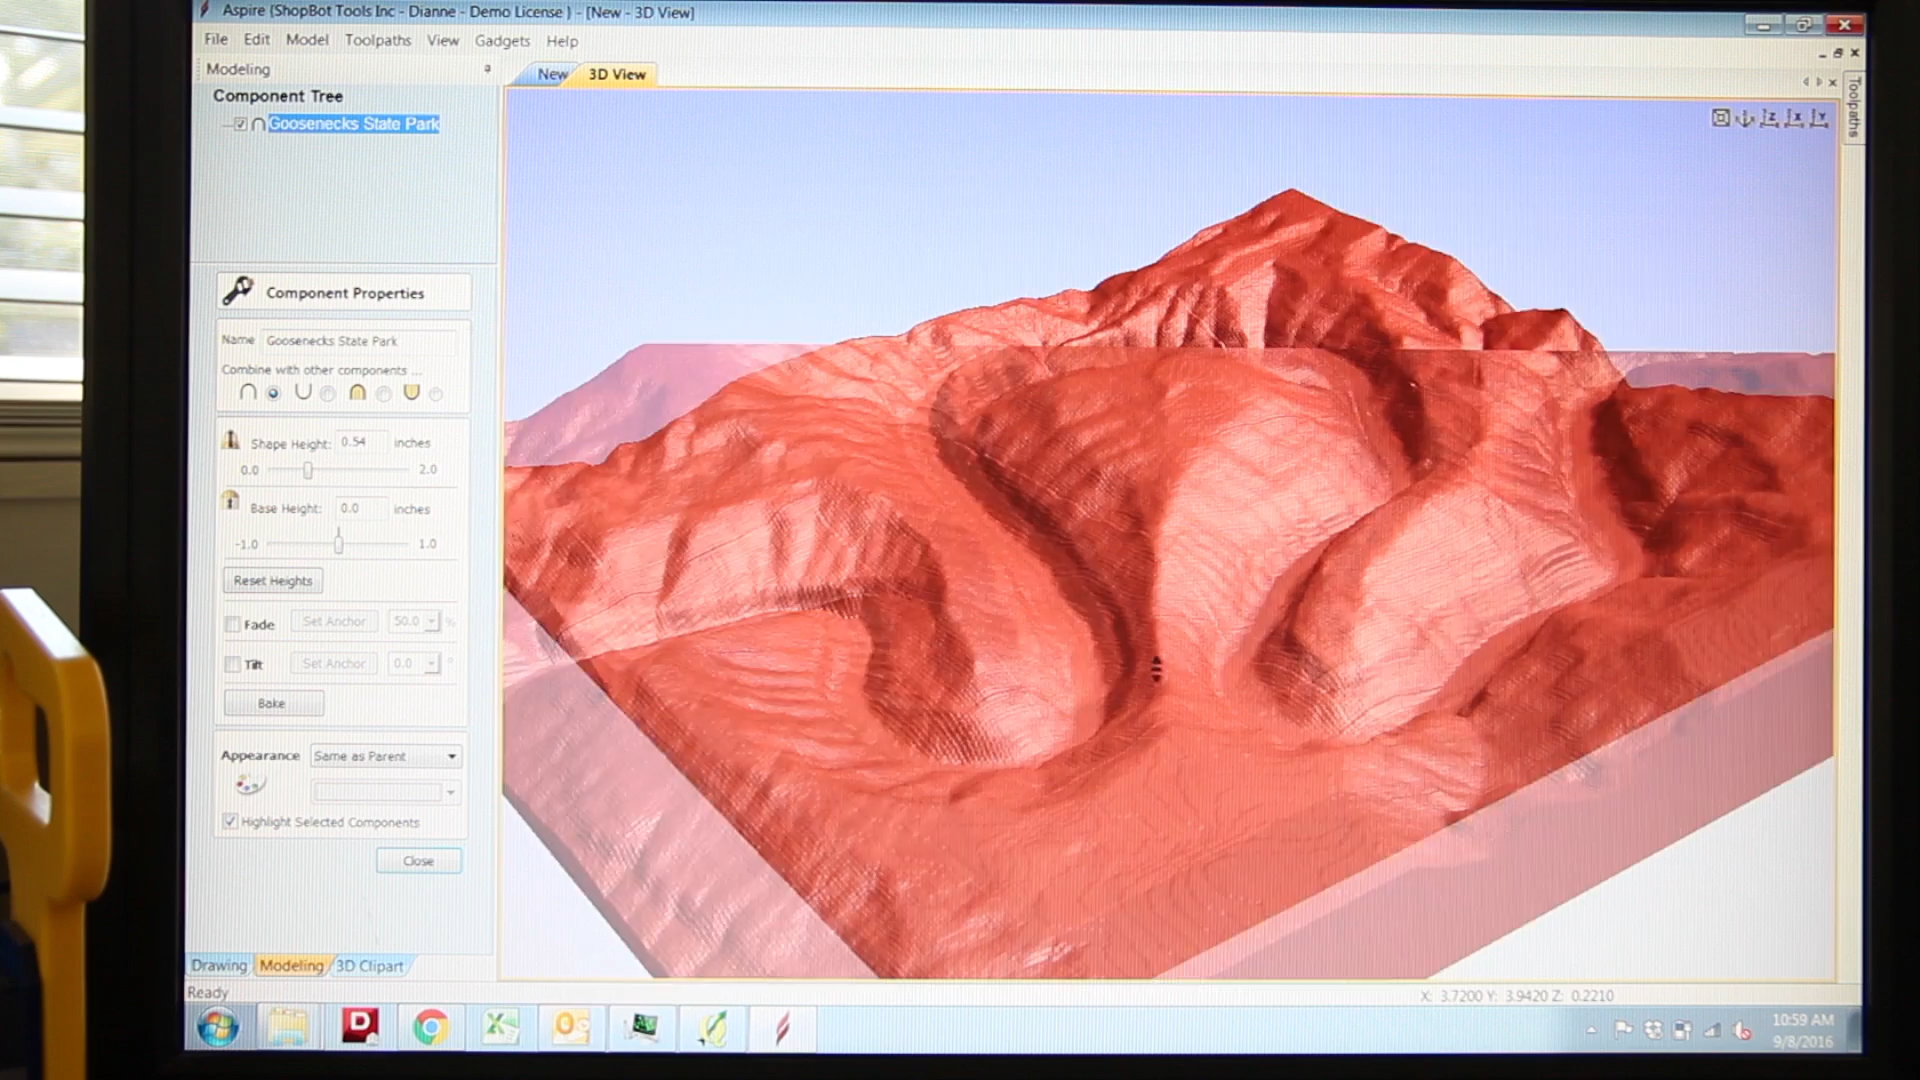 Aspire (ShopBot Tools Inc - Dianne - Demo License ) - [New - 3D View]
File Edit Model Toolpaths View Gadgets Help
Modeling
New 3D View
Toolpaths
Component Tree
Goosenecks State Park
Z X Y
Component Properties
Name Goosenecks State Park
Combine with other components ...
Shape Height: 0.54 inches
0.0 2.0
Base Height: 0.0 inches
-1.0 1.0
Reset Heights
Fade Set Anchor 50.0 %
Tilt Set Anchor 0.0 °
Bake
Appearance Same as Parent
Highlight Selected Components
Close
Drawing Modeling 3D Clipart
Ready
X: 3.7200 Y: 3.9420 Z: 0.2210
10:59 AM
9/8/2016